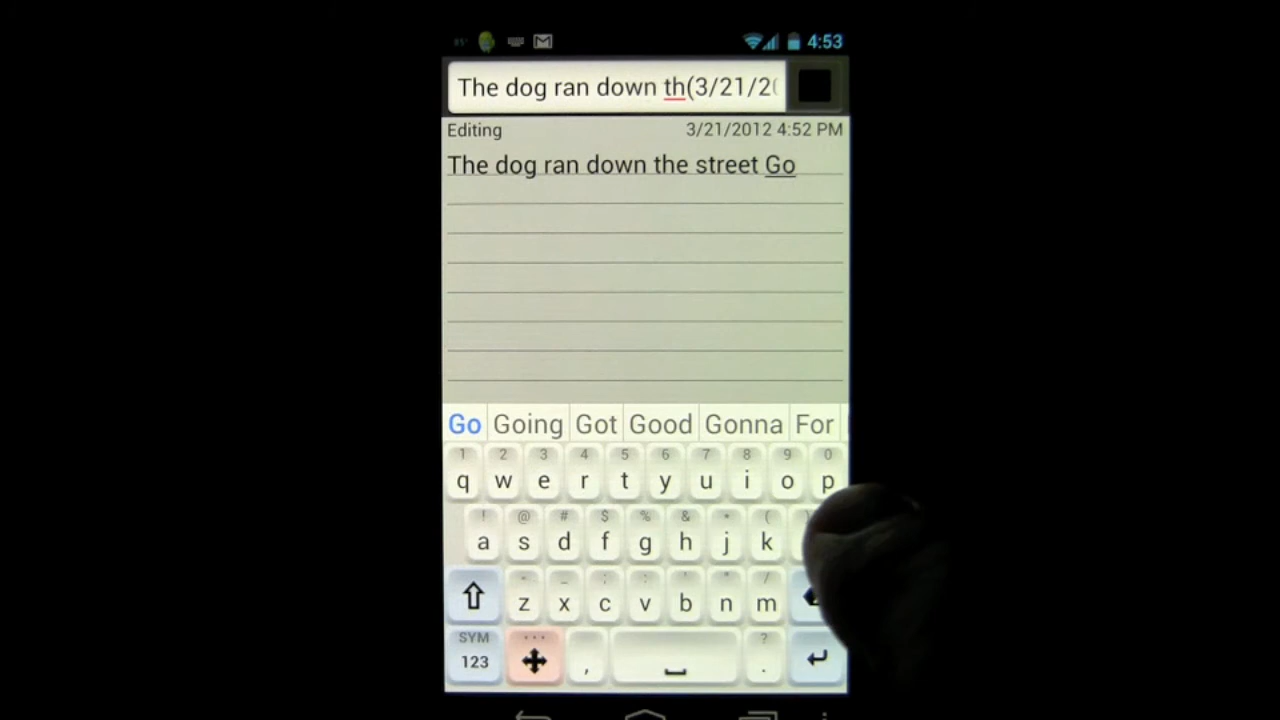 4:53
The dog ran down th(3/21/2
Editing 3/21/2012 4:52 PM
The dog ran down the street Go
Go Going Got Good Gonna For
1 2 3 4 5 6 7 8 9 0
q w e r t y u i o p
! @ # $ % & * (
a s d f g h j k
- _ ; : ' " /
z x c v b n m
SYM ... ?
123 , .